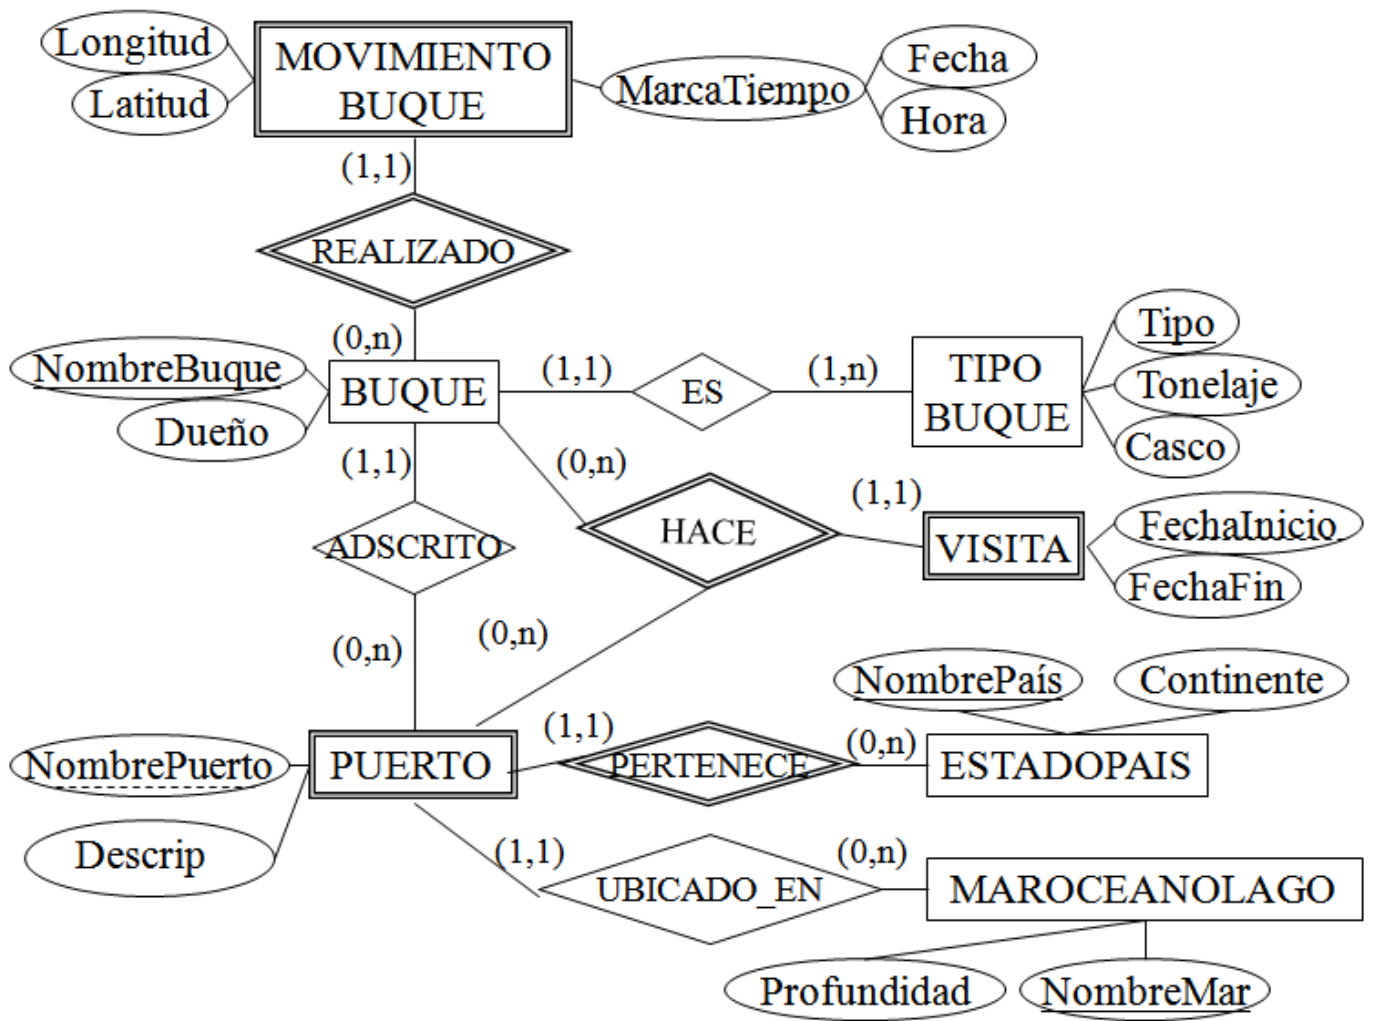 Longitud
Latitud
MOVIMIENTO
BUQUE
MarcaTiempo
Fecha
Hora
(1,1)
REALIZADO
(0,n)
NombreBuque
Dueño
BUQUE
(1,1)
ES
(1,n)
TIPO
BUQUE
Tipo
Tonelaje
Casco
(1,1)
(0,n)
ADSCRITO
HACE
(1,1)
VISITA
FechaInicio
FechaFin
(0,n)
(0,n)
NombrePaís
Continente
NombrePuerto
Descrip
PUERTO
(1,1)
PERTENECE
(0,n)
ESTADOPAIS
(1,1)
UBICADO_EN
(0,n)
MAROCEANOLAGO
Profundidad
NombreMar